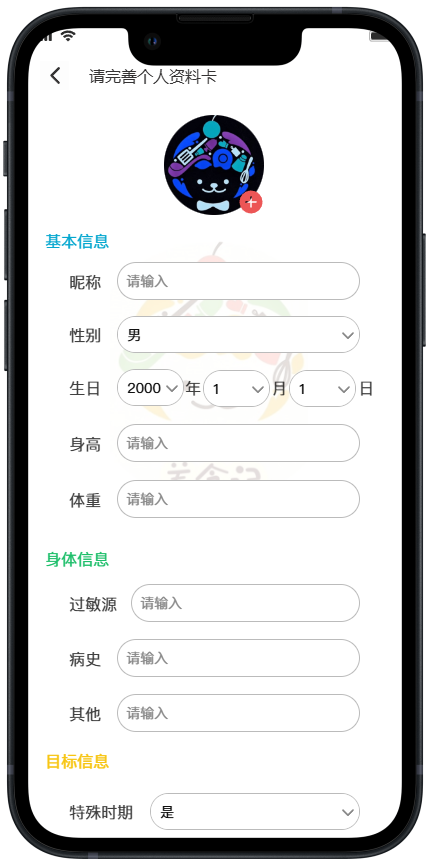 请完善个人资料卡
基本信息
昵称 请输入
性别 男
生日 2000 年 1 月 1 日
身高 请输入
美食记
体重 请输入
身体信息
过敏源 请输入
病史 请输入
其他 请输入
目标信息
特殊时期 是